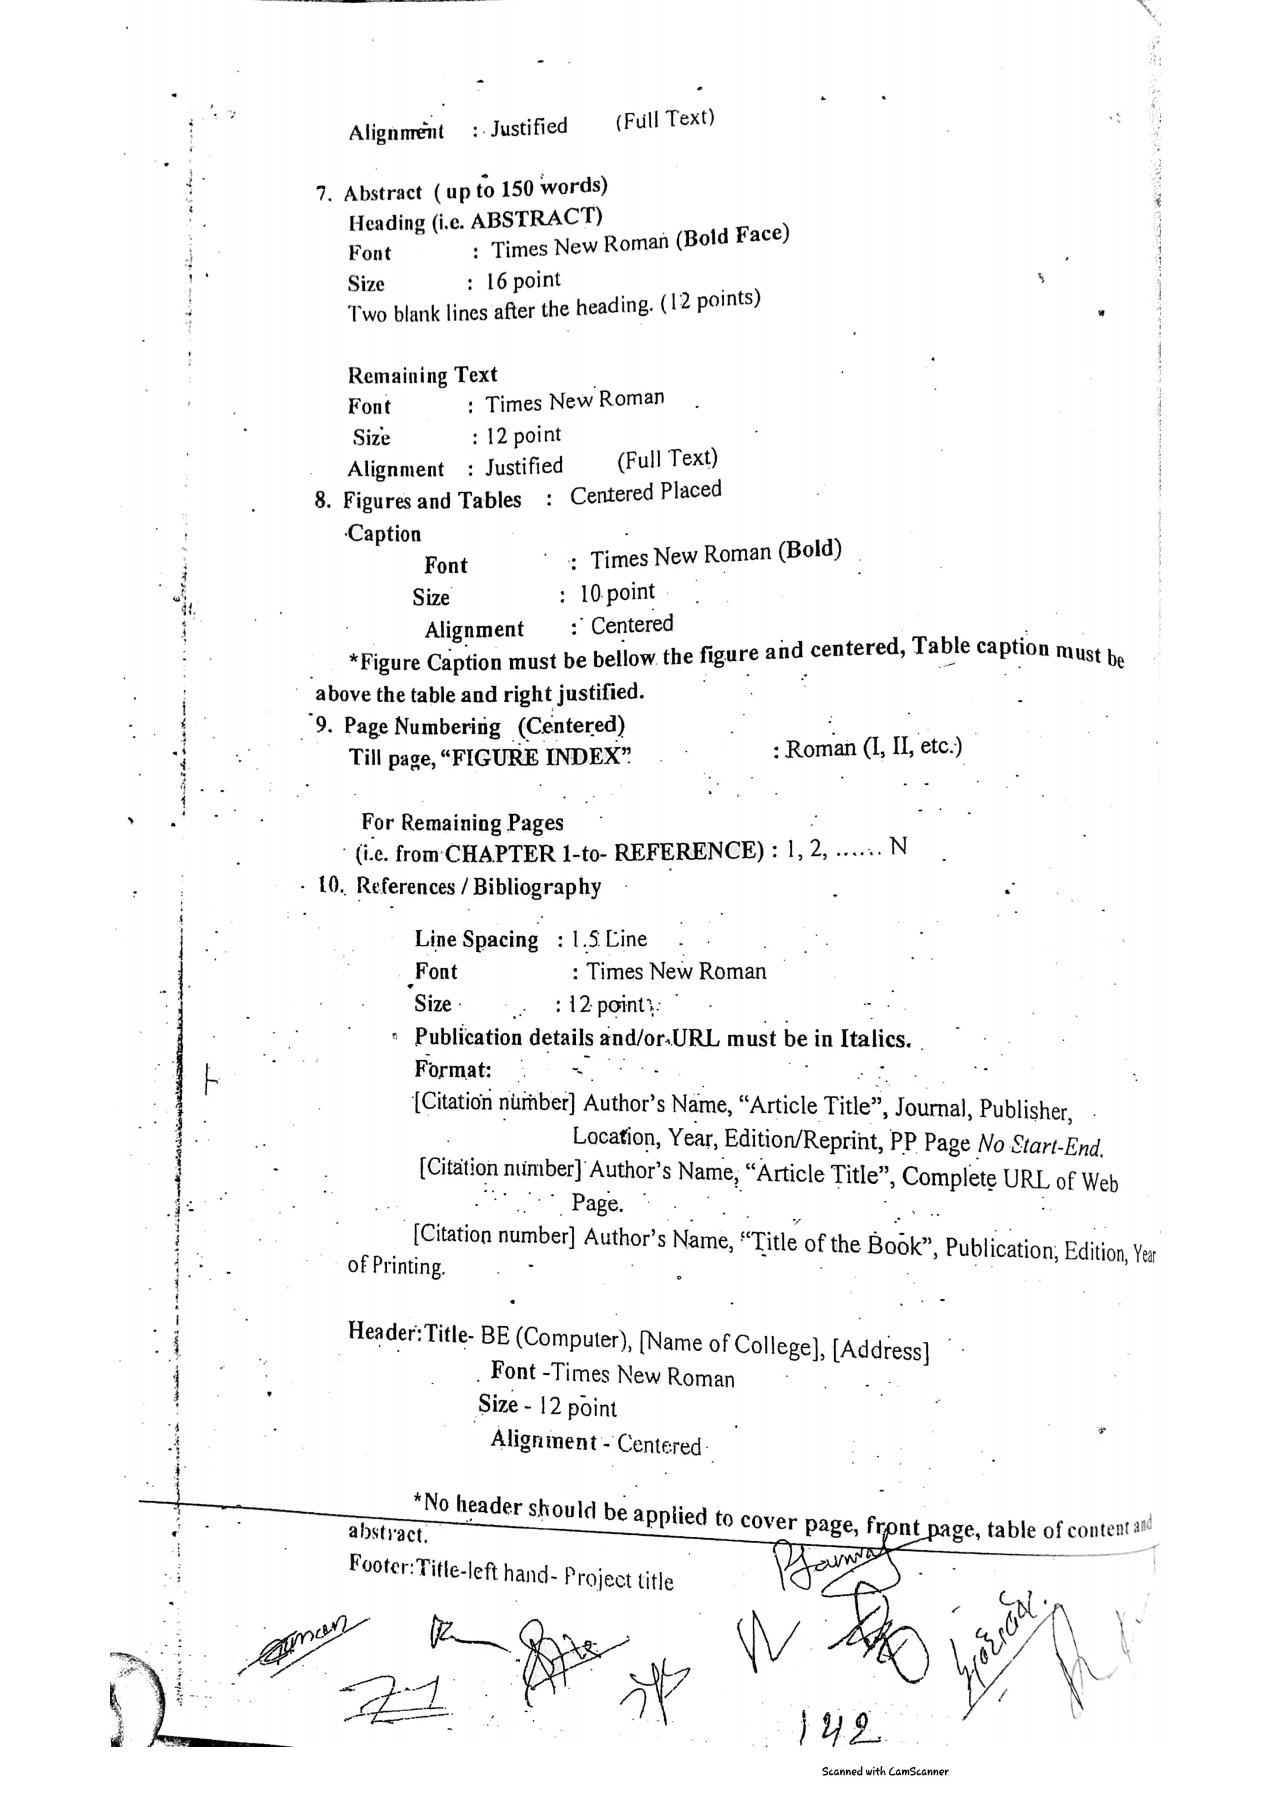 Alignment : Justified (Full Text)
7. Abstract ( up to 150 words)
Heading (i.e. ABSTRACT)
Font : Times New Roman (Bold Face)
Size : 16 point
Two blank lines after the heading. (12 points)
Remaining Text
Font : Times New Roman
Size : 12 point
Alignment : Justified (Full Text)
8. Figures and Tables : Centered Placed
Caption
Font : Times New Roman (Bold)
Size : 10 point
Alignment : Centered
*Figure Caption must be bellow the figure and centered, Table caption must be
above the table and right justified.
9. Page Numbering (Centered)
Till page, “FIGURE INDEX” : Roman (I, II, etc.)
For Remaining Pages
(i.e. from CHAPTER 1-to- REFERENCE) : 1, 2, ...... N
10. References / Bibliography
Line Spacing : 1.5 Line
Font : Times New Roman
Size : 12 point
Publication details and/or URL must be in Italics.
Format:
[Citation number] Author’s Name, “Article Title”, Journal, Publisher,
Location, Year, Edition/Reprint, PP Page No Start-End.
[Citation number] Author’s Name, “Article Title”, Complete URL of Web
Page.
[Citation number] Author’s Name, “Title of the Book”, Publication, Edition, Year
of Printing.
Header:Title- BE (Computer), [Name of College], [Address]
Font -Times New Roman
Size - 12 point
Alignment - Centered
*No header should be applied to cover page, front page, table of content and
abstract.
Footer:Title-left hand- Project title
142
Scanned with CamScanner